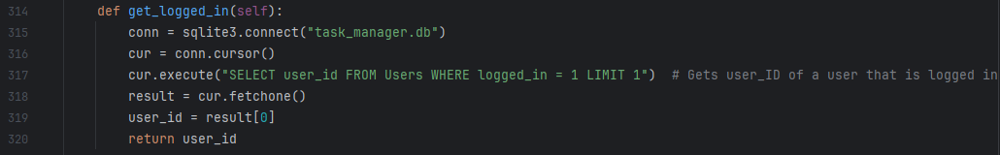 314 def get_logged_in(self):
315 conn = sqlite3.connect("task_manager.db")
316 cur = conn.cursor()
317 cur.execute("SELECT user_id FROM Users WHERE logged_in = 1 LIMIT 1")  # Gets user_ID of a user that is logged in
318 result = cur.fetchone()
319 user_id = result[0]
320 return user_id